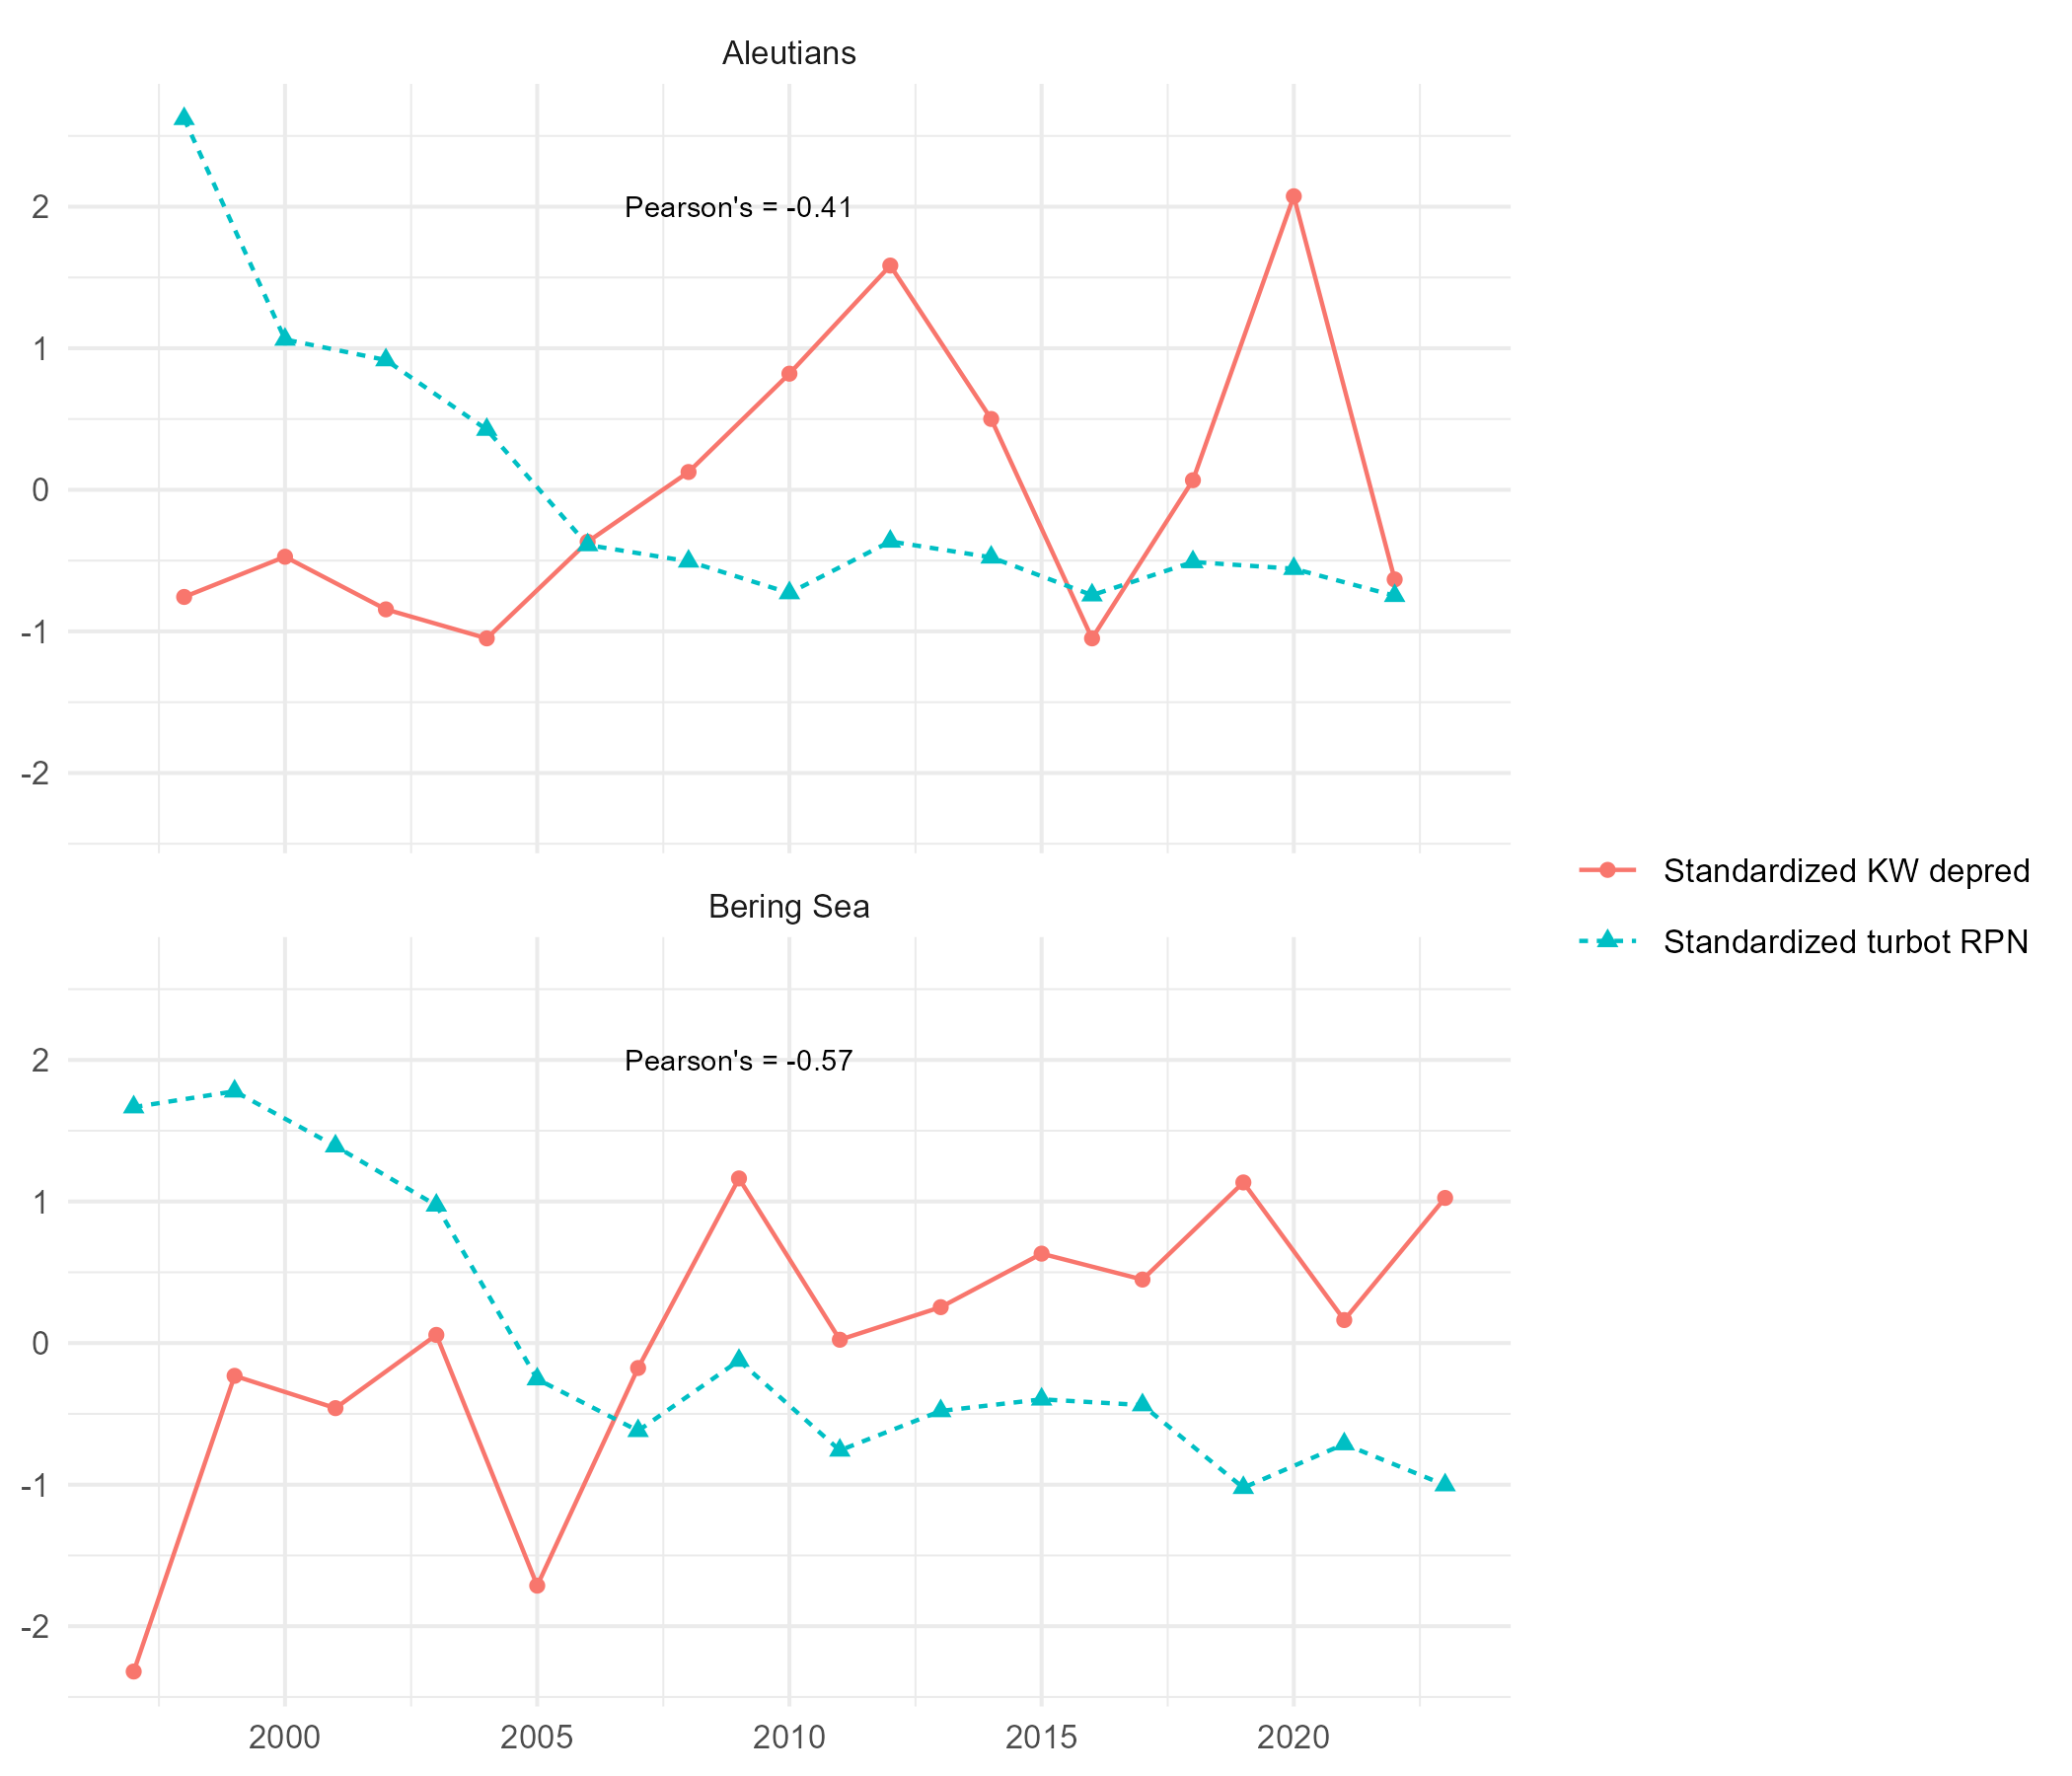 Aleutians
Pearson's = -0.41
2
1
0
-1
-2
Standardized KW depred
Standardized turbot RPN
Bering Sea
Pearson's = -0.57
2
1
0
-1
-2
2000
2005
2010
2015
2020